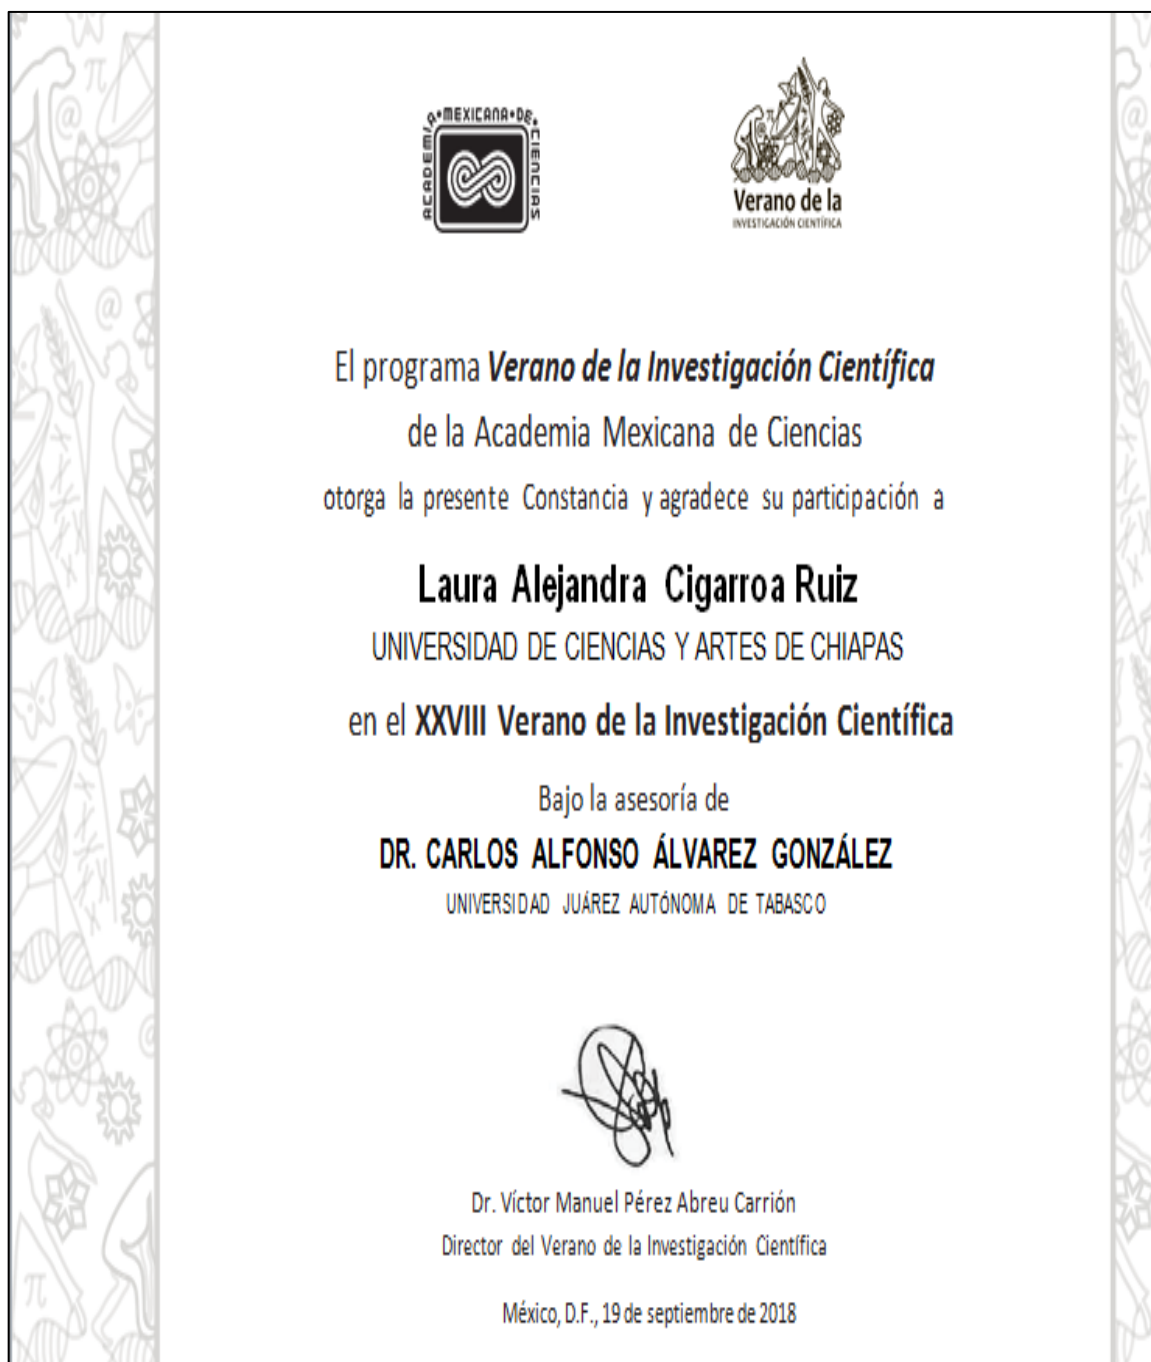 ACADEMIA•MEXICANA•DE•CIENCIAS
Verano de la
INVESTIGACIÓN CIENTÍFICA
El programa Verano de la Investigación Científica
de la Academia Mexicana de Ciencias
otorga la presente Constancia y agradece su participación a
Laura Alejandra Cigarroa Ruiz
UNIVERSIDAD DE CIENCIAS Y ARTES DE CHIAPAS
en el XXVIII Verano de la Investigación Científica
Bajo la asesoría de
DR. CARLOS ALFONSO ÁLVAREZ GONZÁLEZ
UNIVERSIDAD JUÁREZ AUTÓNOMA DE TABASCO
Dr. Víctor Manuel Pérez Abreu Carrión
Director del Verano de la Investigación Científica
México, D.F., 19 de septiembre de 2018